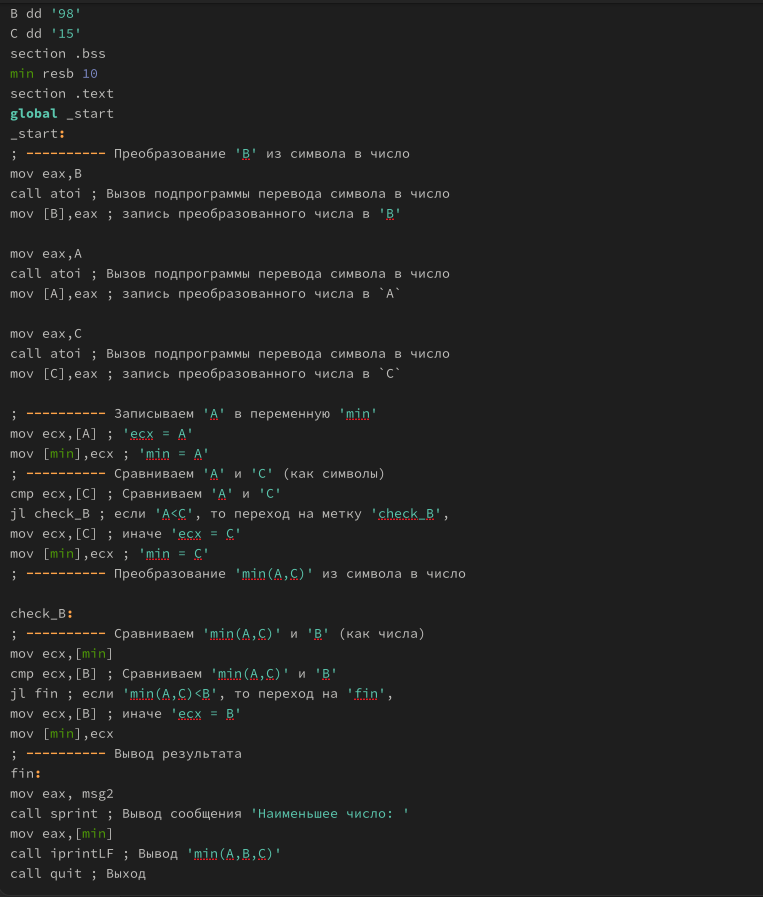 B dd '98'
C dd '15'
section .bss
min resb 10
section .text
global _start
_start:
; ---------- Преобразование 'B' из символа в число
mov eax,B
call atoi ; Вызов подпрограммы перевода символа в число
mov [B],eax ; запись преобразованного числа в 'B'
mov eax,A
call atoi ; Вызов подпрограммы перевода символа в число
mov [A],eax ; запись преобразованного числа в `A`
mov eax,C
call atoi ; Вызов подпрограммы перевода символа в число
mov [C],eax ; запись преобразованного числа в `C`
; ---------- Записываем 'A' в переменную 'min'
mov ecx,[A] ; 'ecx = A'
mov [min],ecx ; 'min = A'
; ---------- Сравниваем 'A' и 'C' (как символы)
cmp ecx,[C] ; Сравниваем 'A' и 'C'
jl check_B ; если 'A<C', то переход на метку 'check_B',
mov ecx,[C] ; иначе 'ecx = C'
mov [min],ecx ; 'min = C'
; ---------- Преобразование 'min(A,C)' из символа в число
check_B:
; ---------- Сравниваем 'min(A,C)' и 'B' (как числа)
mov ecx,[min]
cmp ecx,[B] ; Сравниваем 'min(A,C)' и 'B'
jl fin ; если 'min(A,C)<B', то переход на 'fin',
mov ecx,[B] ; иначе 'ecx = B'
mov [min],ecx
; ---------- Вывод результата
fin:
mov eax, msg2
call sprint ; Вывод сообщения 'Наименьшее число: '
mov eax,[min]
call iprintLF ; Вывод 'min(A,B,C)'
call quit ; Выход